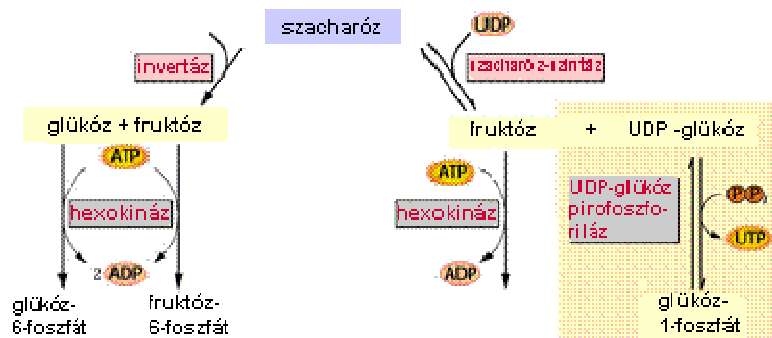 szacharóz
UDP
invertáz
szacharóz-szintáz
glükóz + fruktóz
fruktóz + UDP -glükóz
ATP
ATP
hexokináz
hexokináz
UDP-glükóz
pirofoszfo-
riláz
P Pi
UTP
2 ADP
ADP
glükóz-
6-foszfát
fruktóz-
6-foszfát
glükóz-
1-foszfát